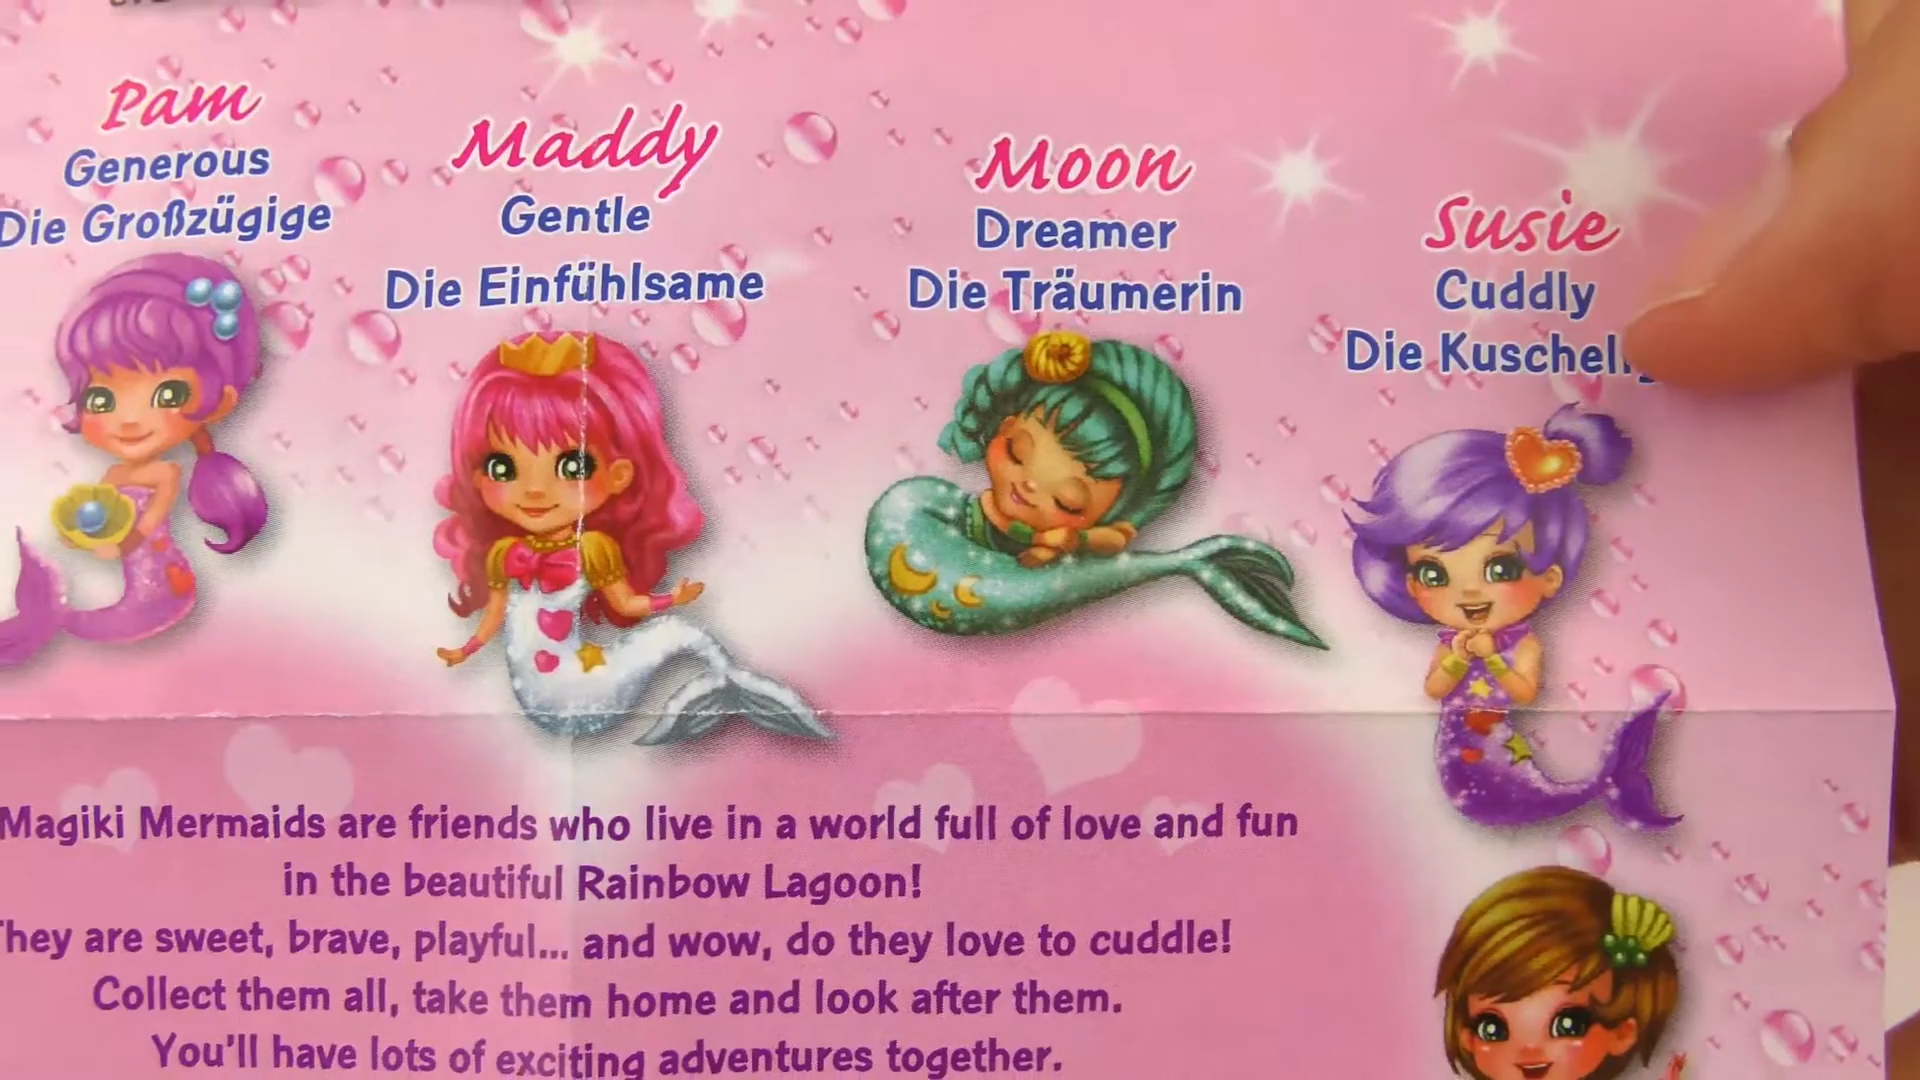 Pam
Generous
Die Großzügige
Maddy
Gentle
Die Einfühlsame
Moon
Dreamer
Die Träumerin
Susie
Cuddly
Die
Magiki Mermaids are friends who live in a world full of love and fun
in the beautiful Rainbow Lagoon!
They are sweet, brave, playful... and wow, do they love to cuddle!
Collect them all, take them home and look after them.
You'll have lots of exciting adventures together.